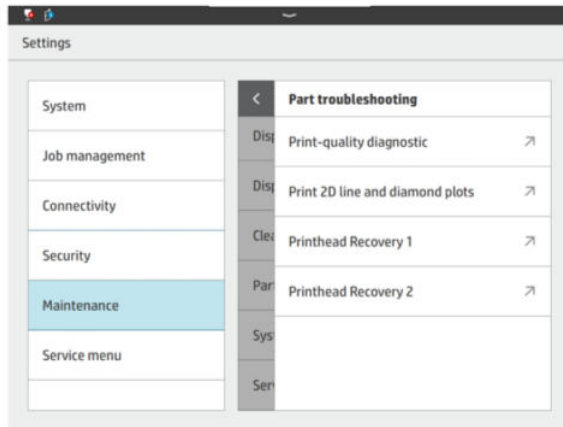 Settings
System
Job management
Connectivity
Security
Maintenance
Service menu
Part troubleshooting
Print-quality diagnostic
Print 2D line and diamond plots
Printhead Recovery 1
Printhead Recovery 2